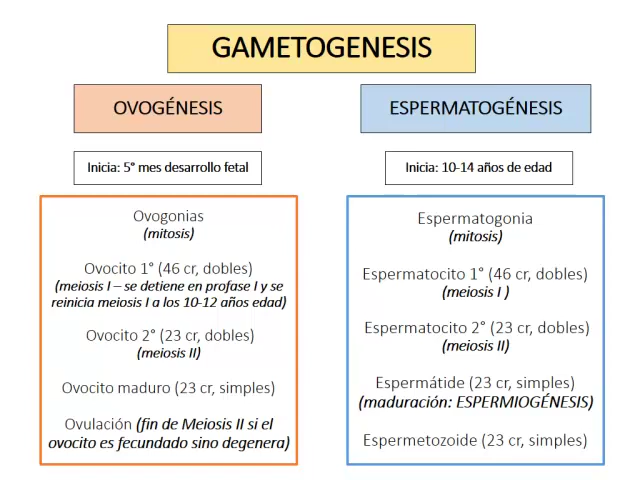 GAMETOGENESIS
OVOGÉNESIS
ESPERMATOGÉNESIS
Inicia: 5° mes desarrollo fetal
Inicia: 10-14 años de edad
Ovogonias
(mitosis)
Ovocito 1° (46 cr, dobles)
(meiosis I – se detiene en profase I y se
reinicia meiosis I a los 10-12 años edad)
Ovocito 2° (23 cr, dobles)
(meiosis II)
Ovocito maduro (23 cr, simples)
Ovulación (fin de Meiosis II si el
ovocito es fecundado sino degenera)
Espermatogonia
(mitosis)
Espermatocito 1° (46 cr, dobles)
(meiosis I )
Espermatocito 2° (23 cr, dobles)
(meiosis II)
Espermátide (23 cr, simples)
(maduración: ESPERMIOGÉNESIS)
Espermetozoide (23 cr, simples)